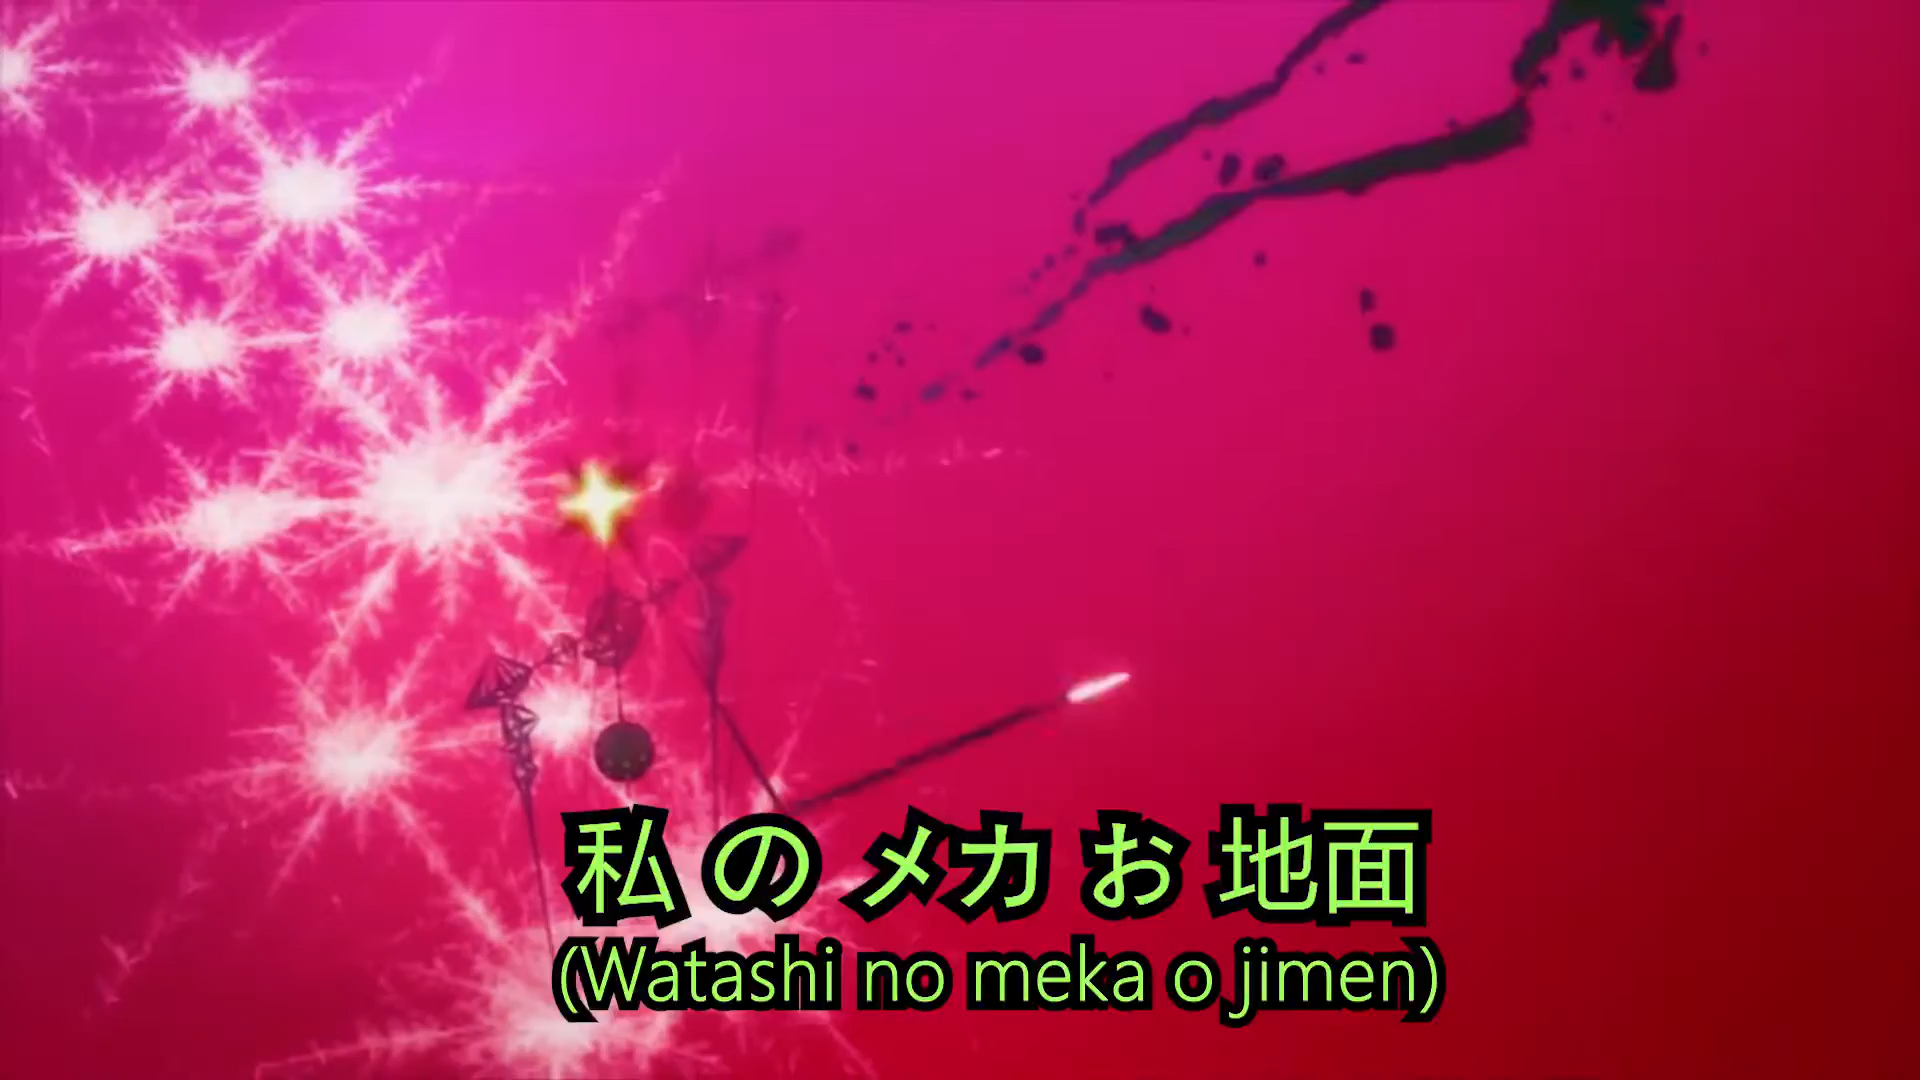 私 の メカ お 地面
(Watashi no meka o jimen)